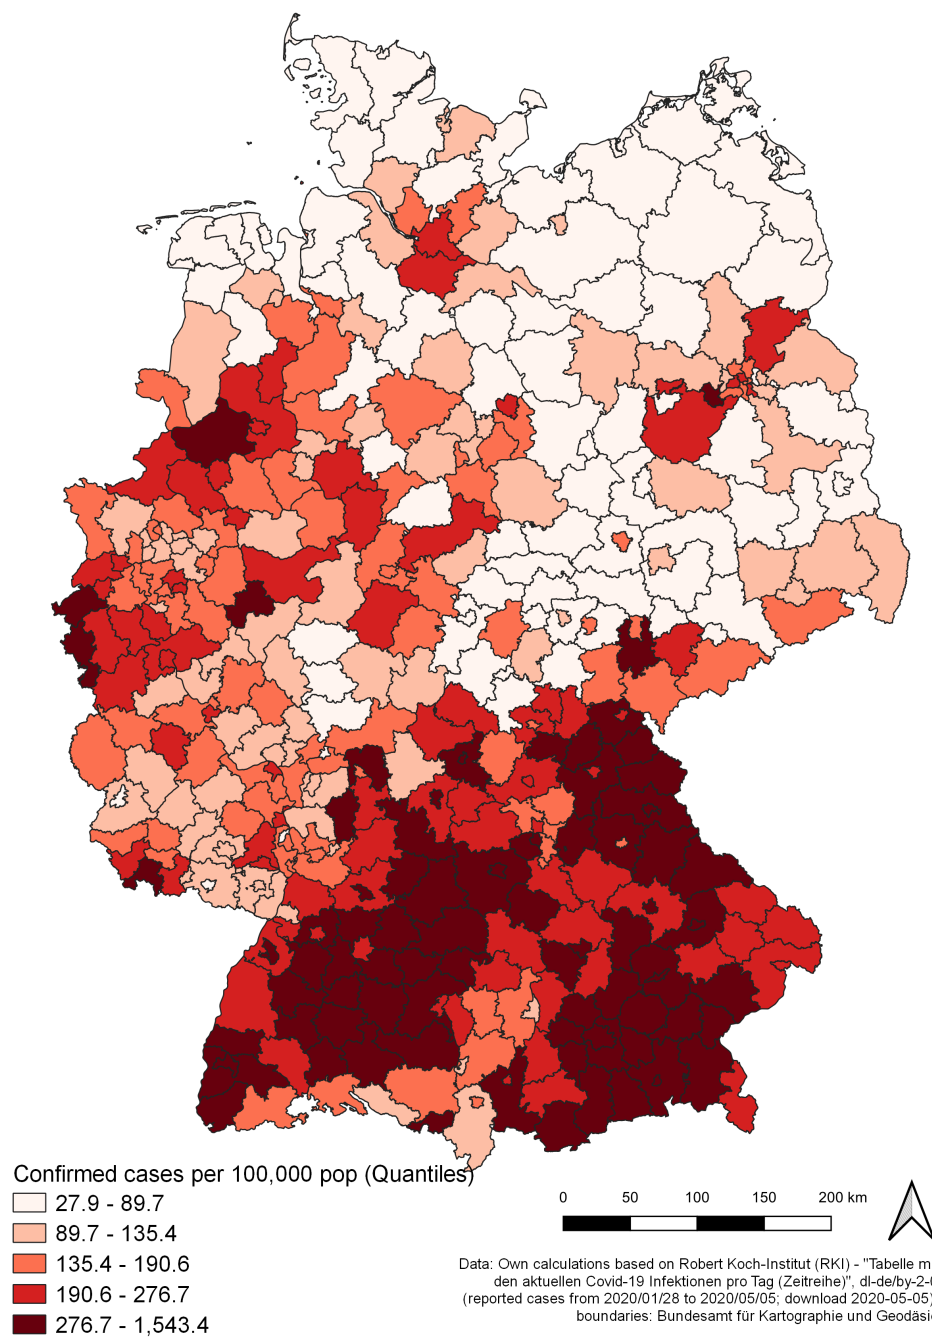 Confirmed cases per 100,000 pop (Quantiles)
27.9 - 89.7
89.7 - 135.4
135.4 - 190.6
190.6 - 276.7
276.7 - 1,543.4
0 50 100 150 200 km
Data: Own calculations based on Robert Koch-Institut (RKI) - "Tabelle m
den aktuellen Covid-19 Infektionen pro Tag (Zeitreihe)", dl-de/by-2-0
(reported cases from 2020/01/28 to 2020/05/05; download 2020-05-05)
boundaries: Bundesamt für Kartographie und Geodäsi